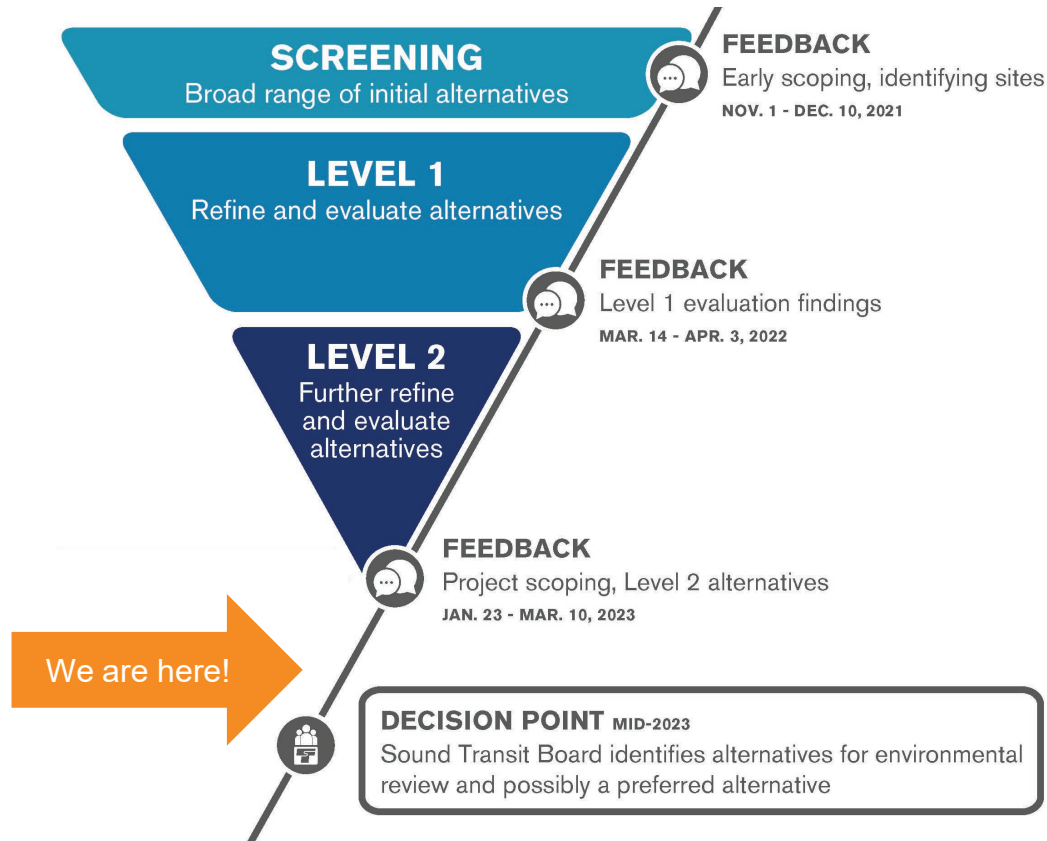 SCREENING
Broad range of initial alternatives
FEEDBACK
Early scoping, identifying sites
NOV. 1 - DEC. 10, 2021
LEVEL 1
Refine and evaluate alternatives
FEEDBACK
Level 1 evaluation findings
MAR. 14 - APR. 3, 2022
LEVEL 2
Further refine
and evaluate
alternatives
FEEDBACK
Project scoping, Level 2 alternatives
JAN. 23 - MAR. 10, 2023
We are here!
DECISION POINT MID-2023
Sound Transit Board identifies alternatives for environmental
review and possibly a preferred alternative